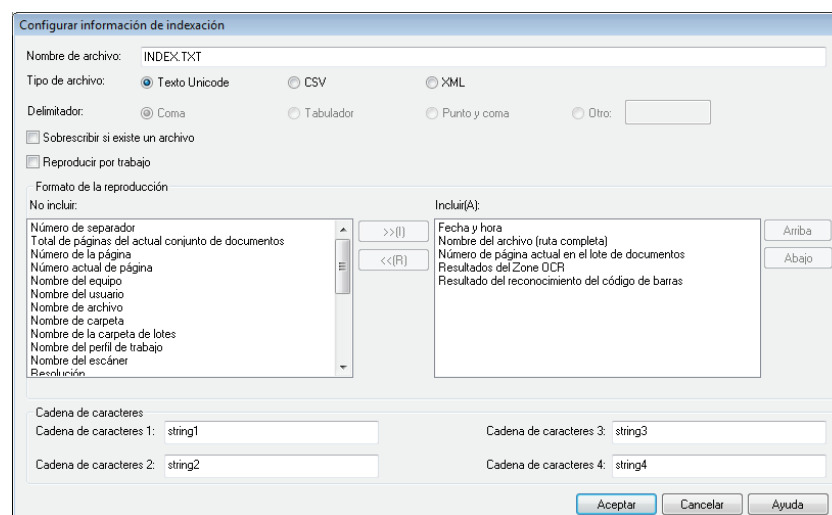 Configurar información de indexación
Nombre de archivo: INDEX.TXT
Tipo de archivo: Texto Unicode CSV XML
Delimitador: Coma Tabulador Punto y coma Otro:
Sobrescribir si existe un archivo
Reproducir por trabajo
Formato de la reproducción
No incluir:
Número de separador
Total de páginas del actual conjunto de documentos
Número de la página
Número actual de página
Nombre del equipo
Nombre del usuario
Nombre de archivo
Nombre de carpeta
Nombre de la carpeta de lotes
Nombre del perfil de trabajo
Nombre del escáner
Resolución
>>(I)
<<(R)
Incluir(A):
Fecha y hora
Nombre del archivo (ruta completa)
Número de página actual en el lote de documentos
Resultados del Zone OCR
Resultado del reconocimiento del código de barras
Arriba
Abajo
Cadena de caracteres
Cadena de caracteres 1: string1 Cadena de caracteres 3: string3
Cadena de caracteres 2: string2 Cadena de caracteres 4: string4
Aceptar Cancelar Ayuda